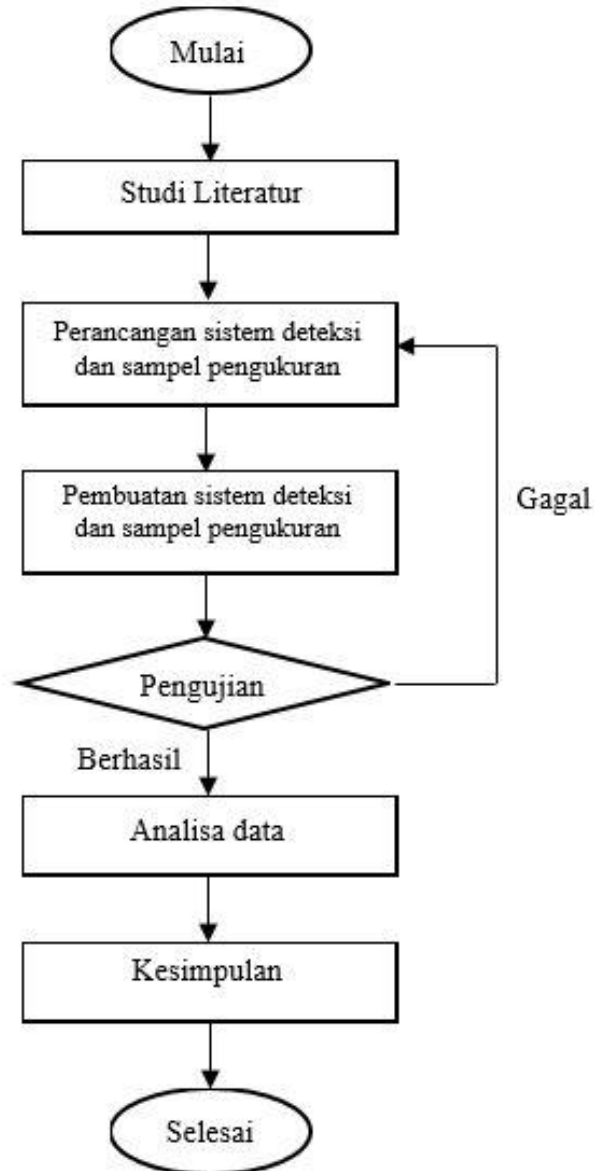 Mulai
Studi Literatur
Perancangan sistem deteksi
dan sampel pengukuran
Pembuatan sistem deteksi
dan sampel pengukuran
Gagal
Pengujian
Berhasil
Analisa data
Kesimpulan
Selesai